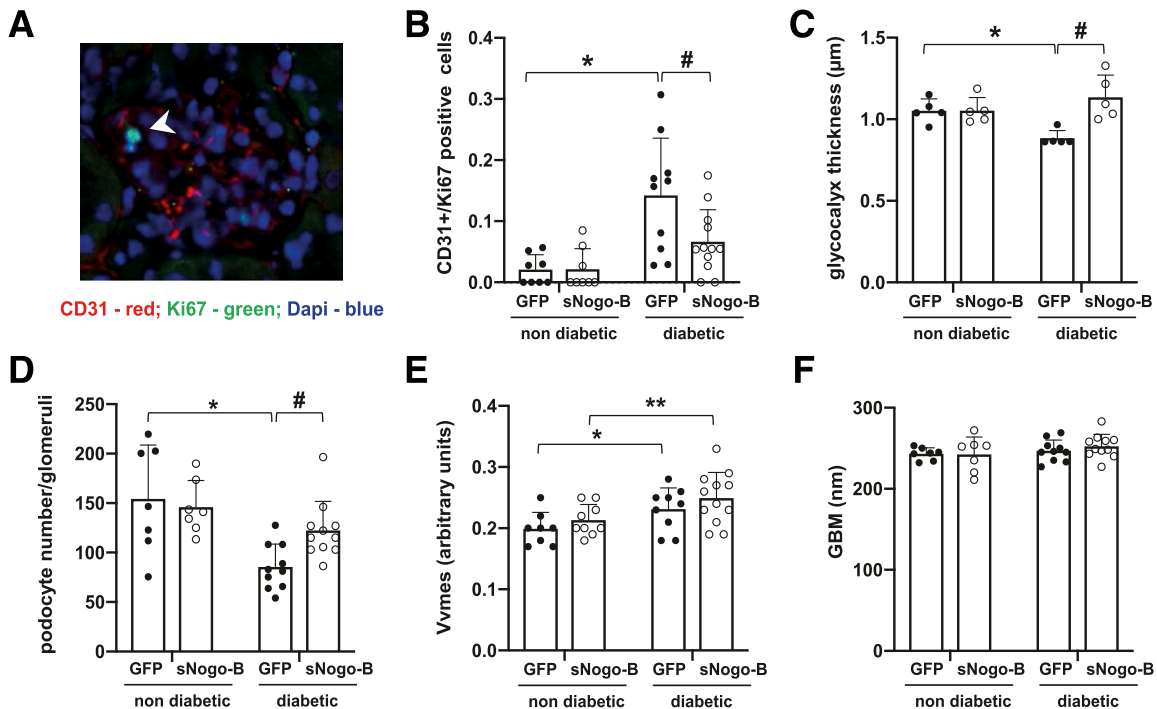 A
CD31 - red; Ki67 - green; Dapi - blue
B
CD31+/Ki67 positive cells
0.4
0.3
0.2
0.1
0.0
*
#
GFP sNogo-B GFP sNogo-B
non diabetic diabetic
C
glycocalyx thickness (µm)
1.5
1.0
0.5
0.0
*
#
GFP sNogo-B GFP sNogo-B
non diabetic diabetic
D
podocyte number/glomeruli
250
200
150
100
50
0
*
#
GFP sNogo-B GFP sNogo-B
non diabetic diabetic
E
Vvmes (arbitrary units)
0.4
0.3
0.2
0.1
0.0
**
*
GFP sNogo-B GFP sNogo-B
non diabetic diabetic
F
GBM (nm)
300
200
100
0
GFP sNogo-B GFP sNogo-B
non diabetic diabetic